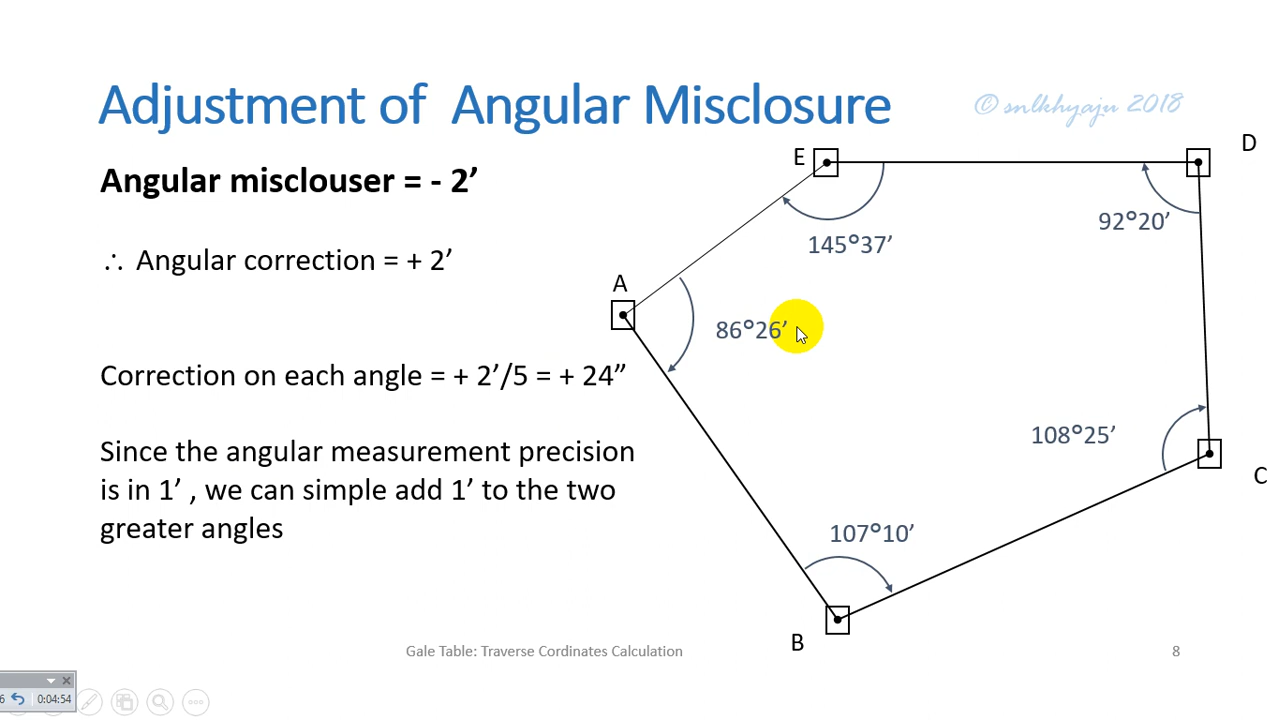 Adjustment of Angular Misclosure
© snlkhyaju 2018
Angular misclouser = - 2’
∴ Angular correction = + 2’
Correction on each angle = + 2’/5 = + 24”
Since the angular measurement precision
is in 1’ , we can simple add 1’ to the two
greater angles
E
D
145°37’
92°20’
A
86°26’
108°25’
C
107°10’
B
Gale Table: Traverse Cordinates Calculation
8
6
0:04:54